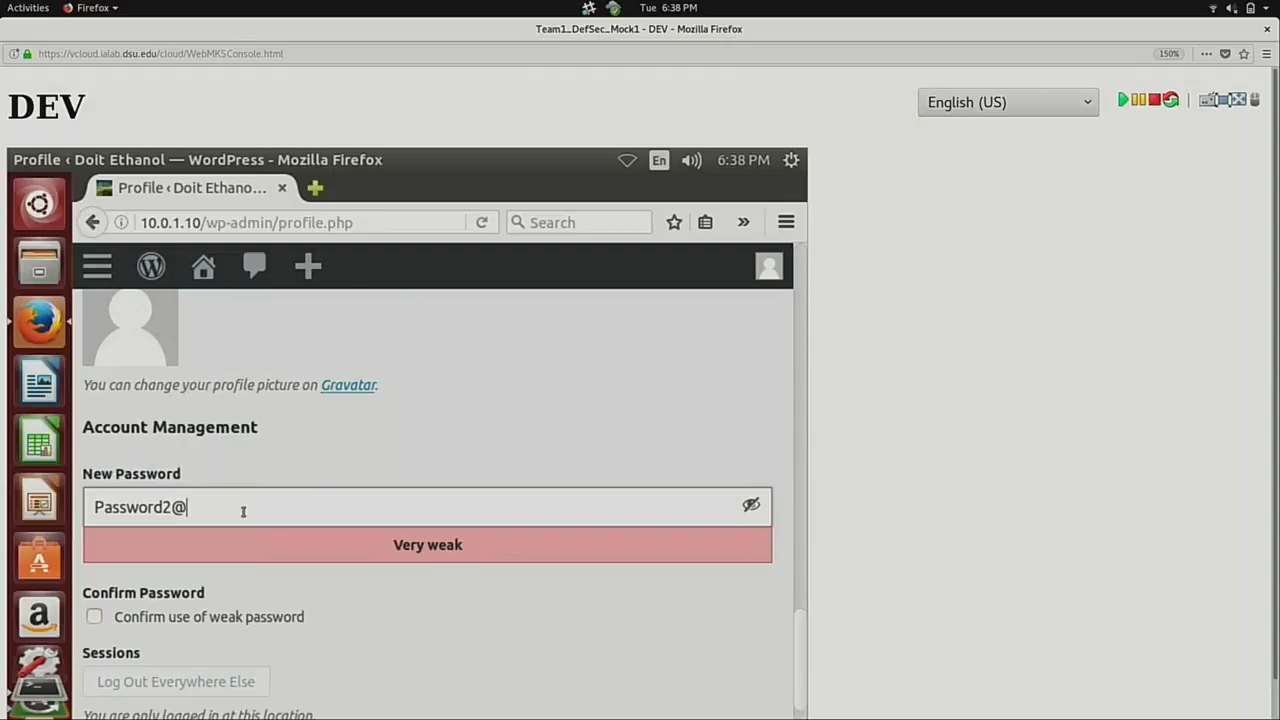 Activities Firefox Tue 6:38 PM
Team1_DefSec_Mock1 - DEV - Mozilla Firefox
https://vcloud.ialab.dsu.edu/cloud/WebMKSConsole.html 150%
DEV English (US)
Profile ‹ Doit Ethanol — WordPress - Mozilla Firefox En 6:38 PM
Profile ‹ Doit Ethano...
10.0.1.10/wp-admin/profile.php Search
You can change your profile picture on Gravatar.
Account Management
New Password
Password2@
Very weak
Confirm Password
Confirm use of weak password
Sessions
Log Out Everywhere Else
You are only logged in at this location.